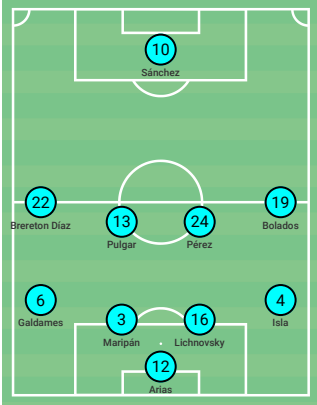 10
Sánchez
22
19
Brereton Díaz
13
24
Bolados
Pulgar
Pérez
6
4
Galdames
3
16
Isla
Maripán
Lichnovsky
12
Arias